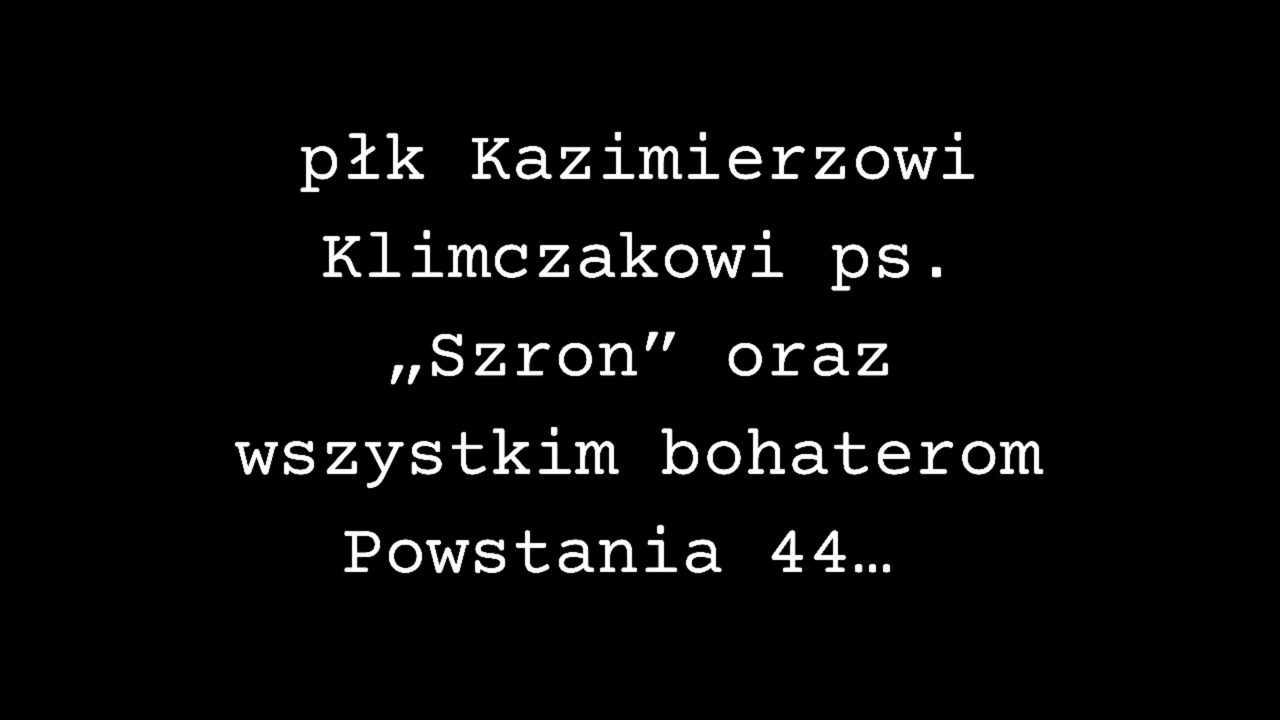 płk Kazimierzowi
Klimczakowi ps.
„Szron” oraz
wszystkim bohaterom
Powstania 44…